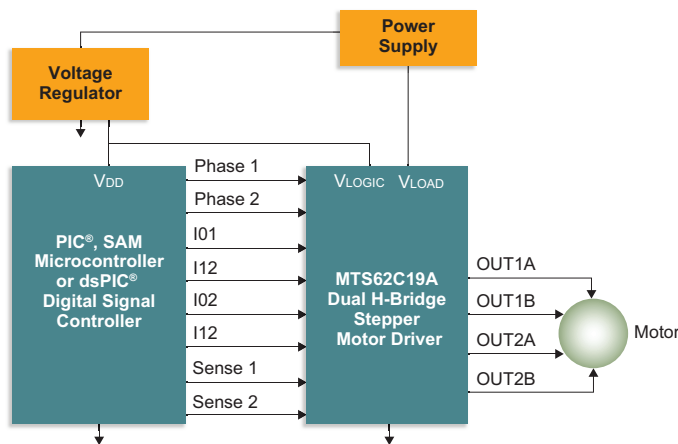 Power
Supply
Voltage
Regulator
VDD
Phase 1
Phase 2
I01
I12
I02
I12
Sense 1
Sense 2
PIC®, SAM
Microcontroller
or dsPIC®
Digital Signal
Controller
VLOGIC VLOAD
MTS62C19A
Dual H-Bridge
Stepper
Motor Driver
OUT1A
OUT1B
OUT2A
OUT2B
Motor